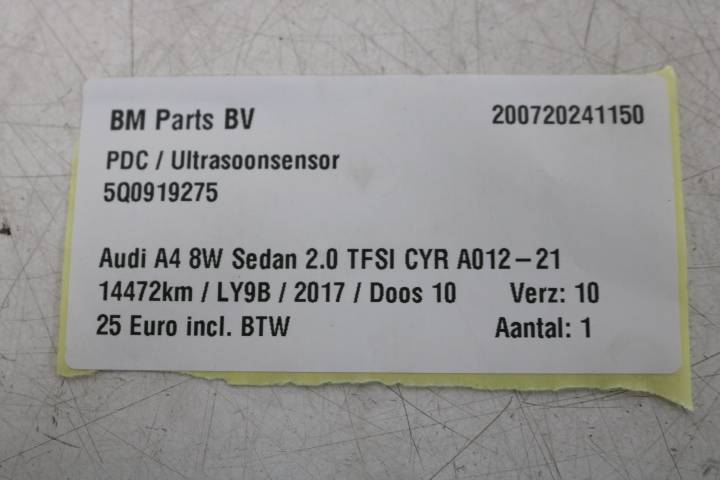 BM Parts BV 200720241150
PDC / Ultrasoonsensor
5Q0919275
Audi A4 8W Sedan 2.0 TFSI CYR A012-21
14472km / LY9B / 2017 / Doos 10 Verz: 10
25 Euro incl. BTW Aantal: 1